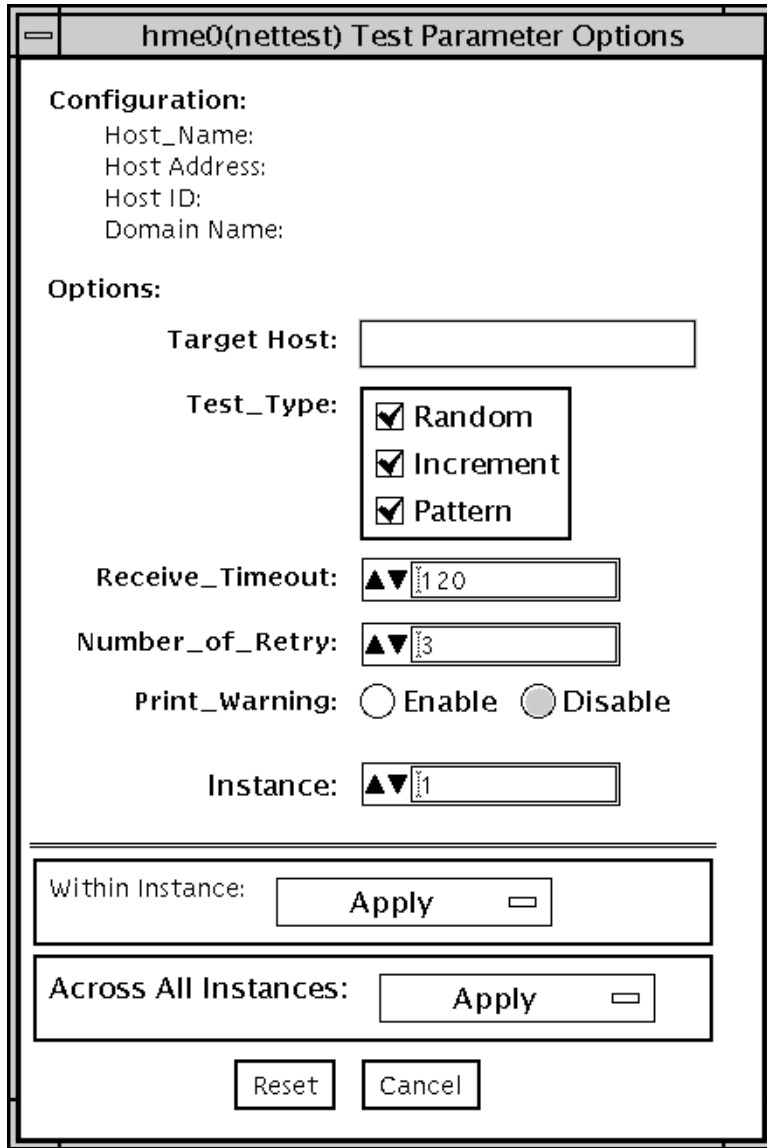 hme0(nettest) Test Parameter Options
Configuration:
Host_Name:
Host Address:
Host ID:
Domain Name:
Options:
Target Host:
Test_Type:
Random
Increment
Pattern
Receive_Timeout: 120
Number_of_Retry: 3
Print_Warning: Enable Disable
Instance: 1
Within Instance: Apply
Across All Instances: Apply
Reset Cancel